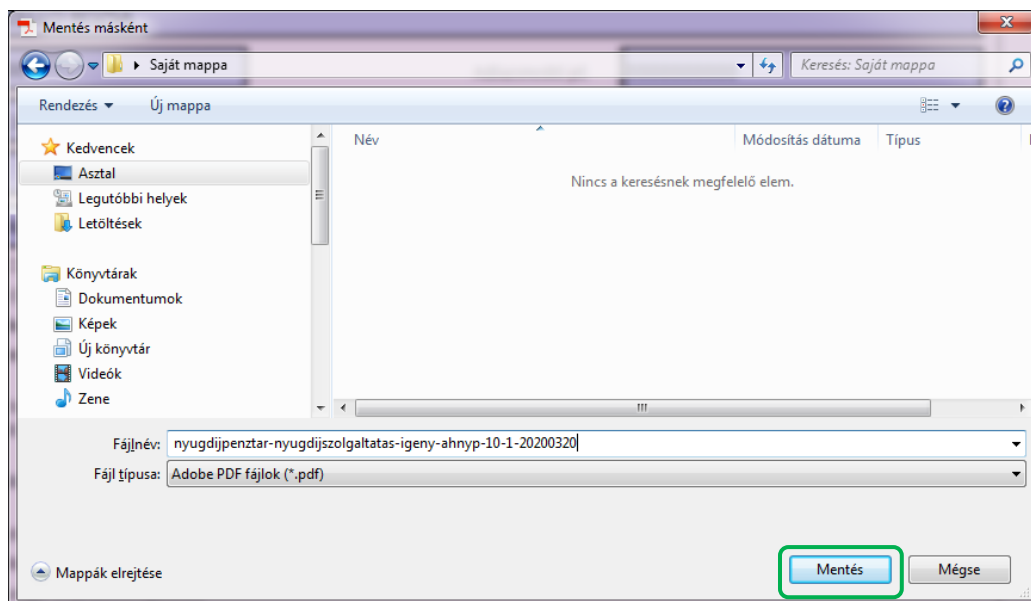 Mentés másként
Saját mappa
Keresés: Saját mappa
Rendezés Új mappa
Kedvencek
Asztal
Legutóbbi helyek
Letöltések
Könyvtárak
Dokumentumok
Képek
Új könyvtár
Videók
Zene
Név Módosítás dátuma Típus
Nincs a keresésnek megfelelő elem.
Fájlnév: nyugdijpenztar-nyugdijszolgaltatas-igeny-ahnyp-10-1-20200320
Fájl típusa: Adobe PDF fájlok (*.pdf)
Mappák elrejtése
Mentés Mégse